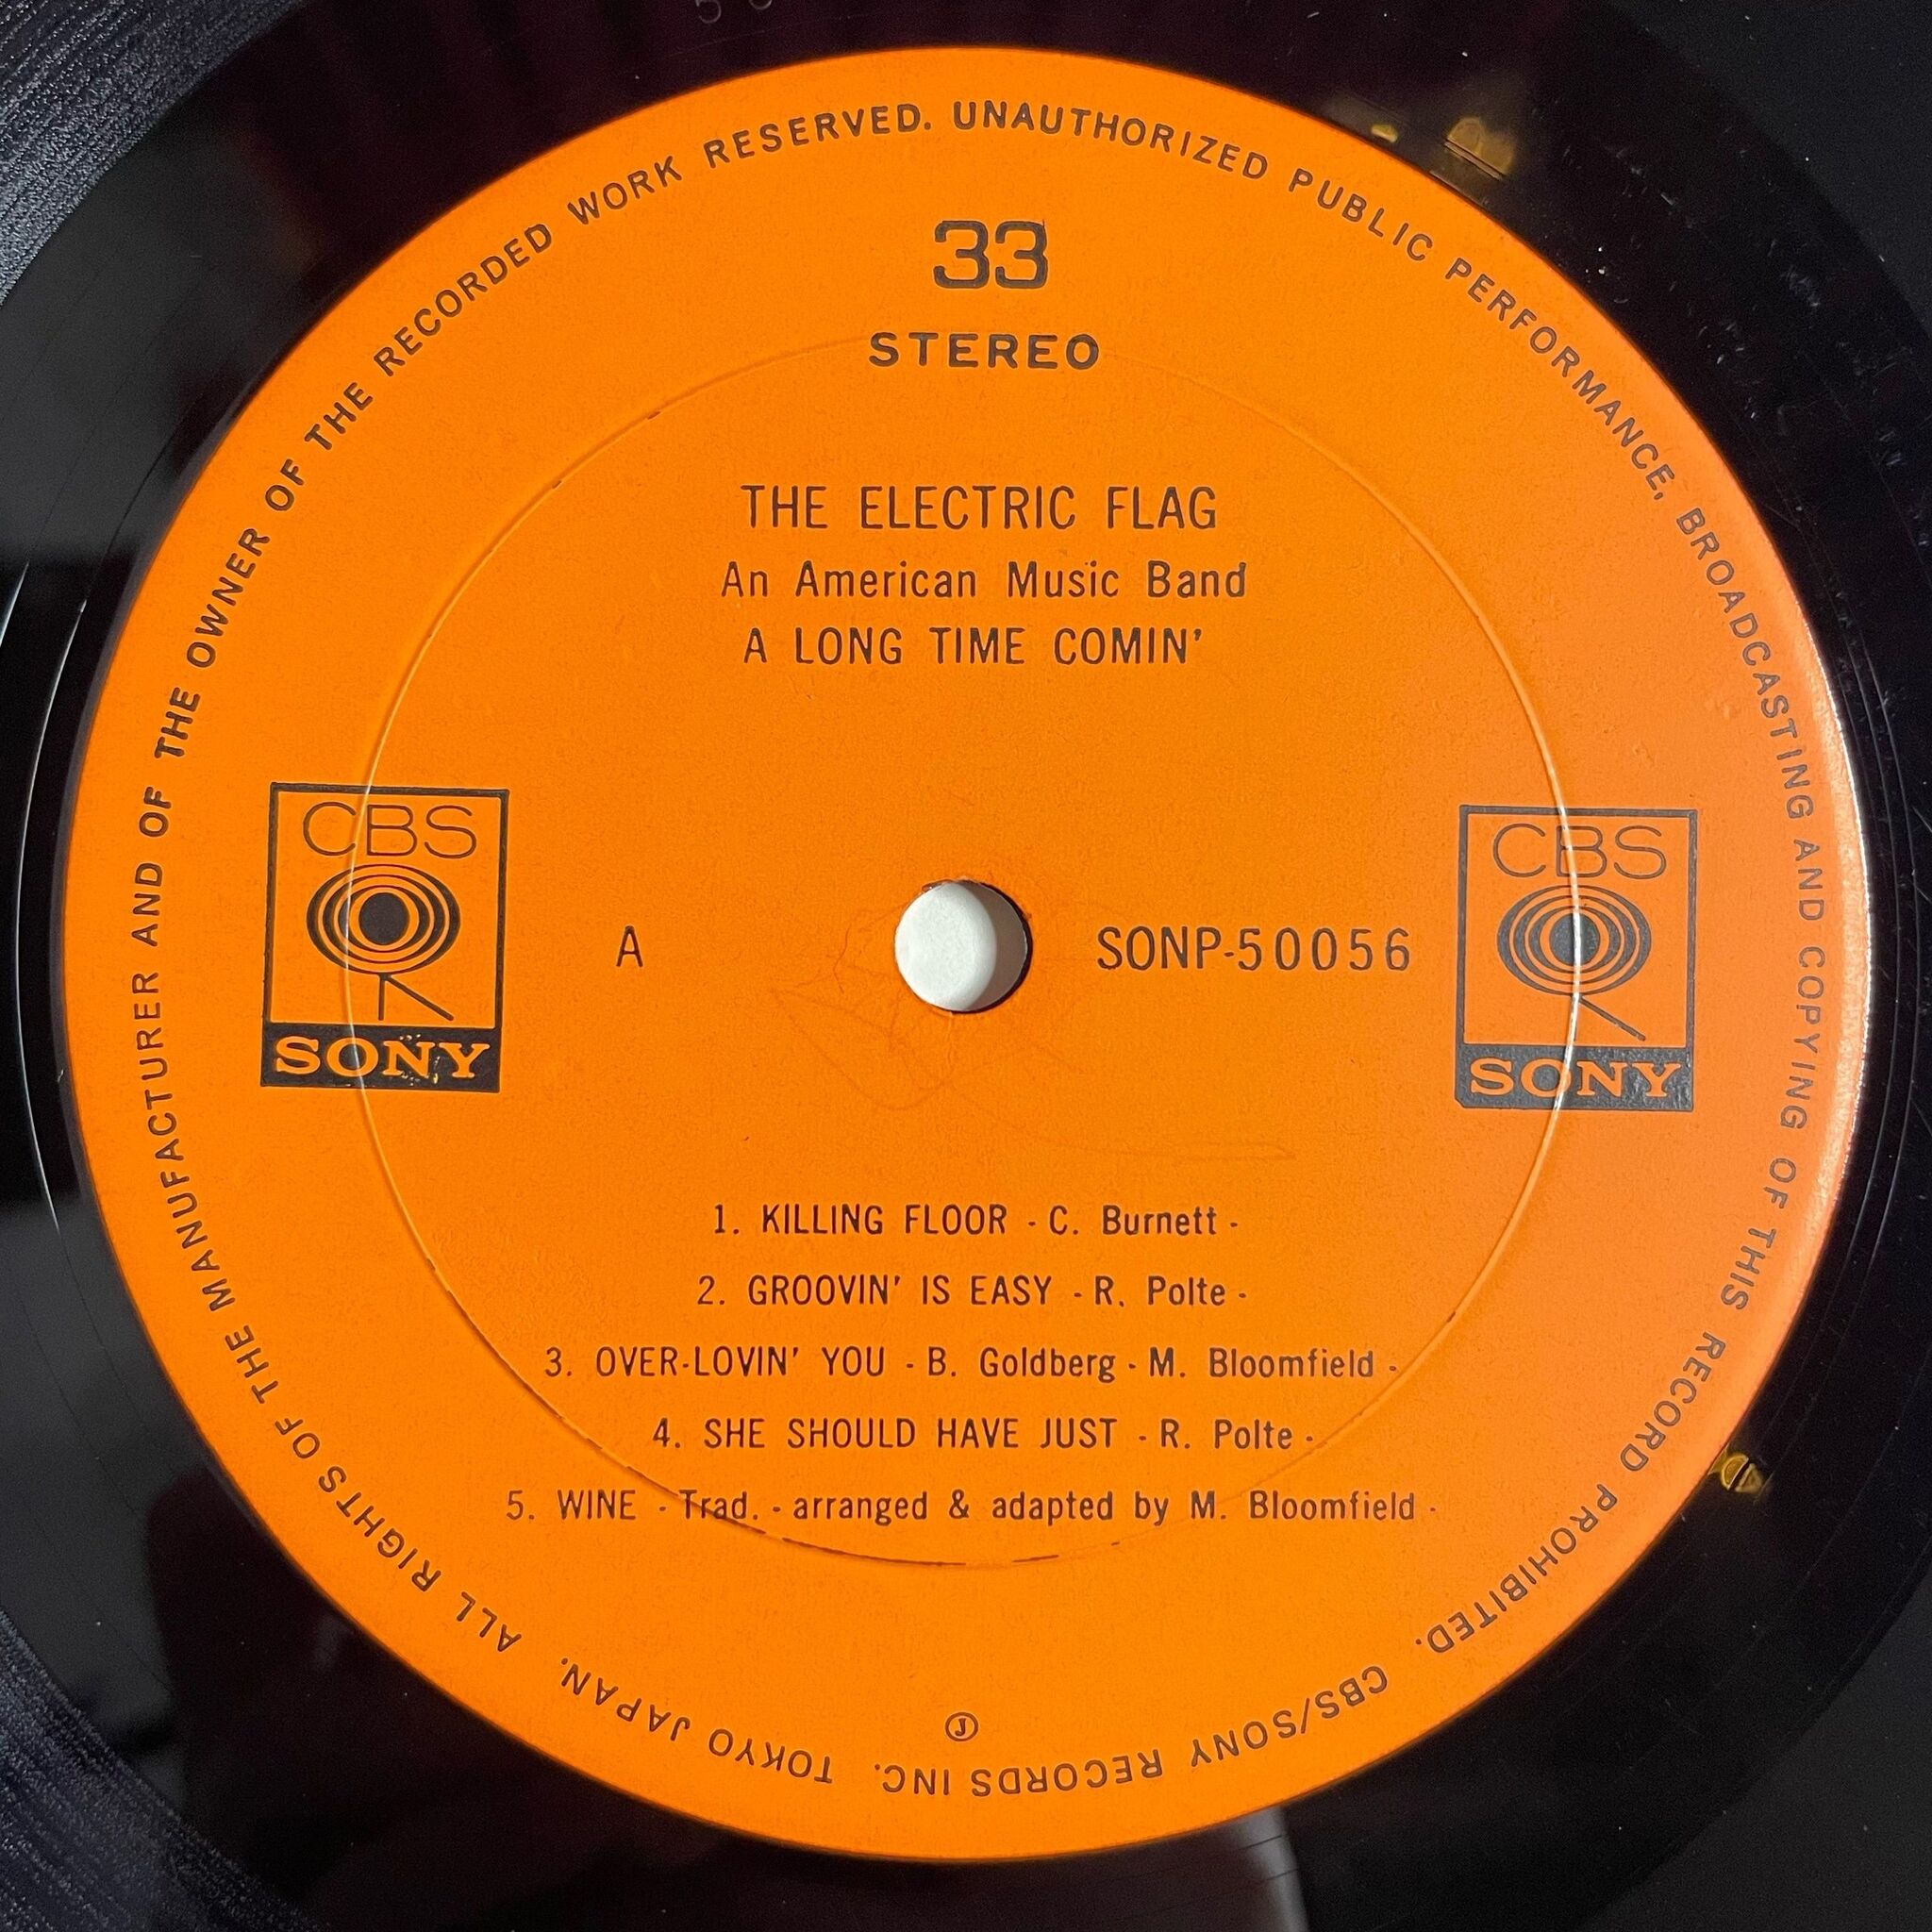 33
STEREO
THE ELECTRIC FLAG
An American Music Band
A LONG TIME COMIN'
CBS
SONY
A
SONP-50056
CBS
SONY
1. KILLING FLOOR - C. Burnett -
2. GROOVIN' IS EASY - R. Polte -
3. OVER-LOVIN' YOU - B. Goldberg - M. Bloomfield -
4. SHE SHOULD HAVE JUST - R. Polte -
5. WINE - Trad. - arranged & adapted by M. Bloomfield -
Ⓙ
ALL RIGHTS OF THE MANUFACTURER AND OF THE OWNER OF THE RECORDED WORK RESERVED. UNAUTHORIZED PUBLIC PERFORMANCE, BROADCASTING AND COPYING OF THIS RECORD PROHIBITED. CBS/SONY RECORDS INC. TOKYO JAPAN.